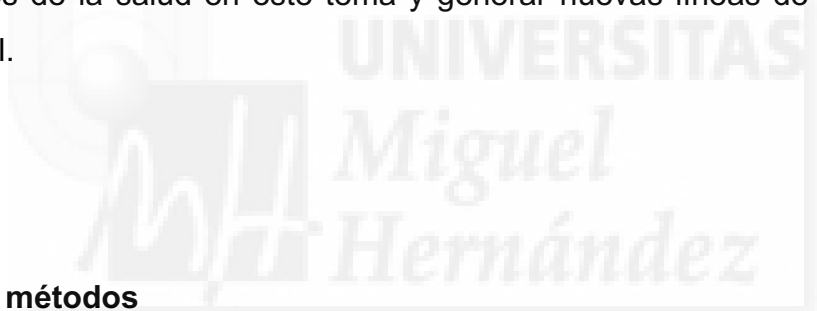 s de la salud en este tema y generar nuevas líneas de
l.
UNIVERSITAS
Miguel
Hernández
métodos